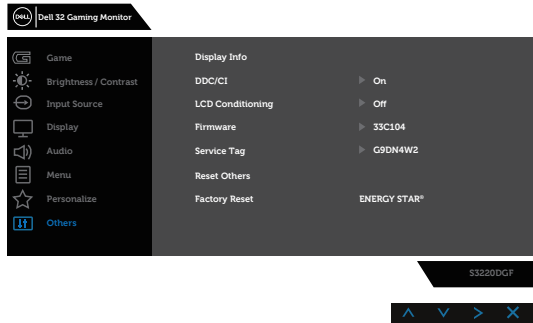 DELL Dell 32 Gaming Monitor
Game
Display Info
Brightness / Contrast
DDC/CI On
Input Source
LCD Conditioning Off
Display
Firmware 33C104
Audio
Service Tag G9DN4W2
Menu
Reset Others
Personalize
Factory Reset ENERGY STAR®
Others
S3220DGF